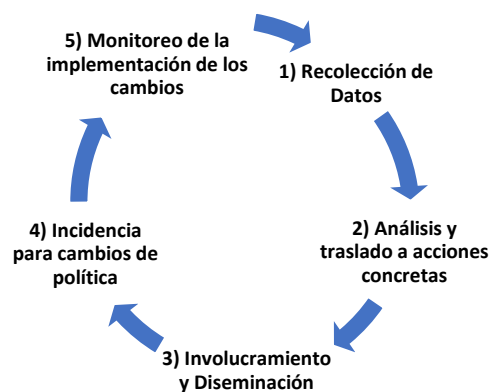 1) Recolección de
Datos
2) Análisis y
traslado a acciones
concretas
3) Involucramiento
y Diseminación
4) Incidencia
para cambios de
política
5) Monitoreo de la
implementación de los
cambios